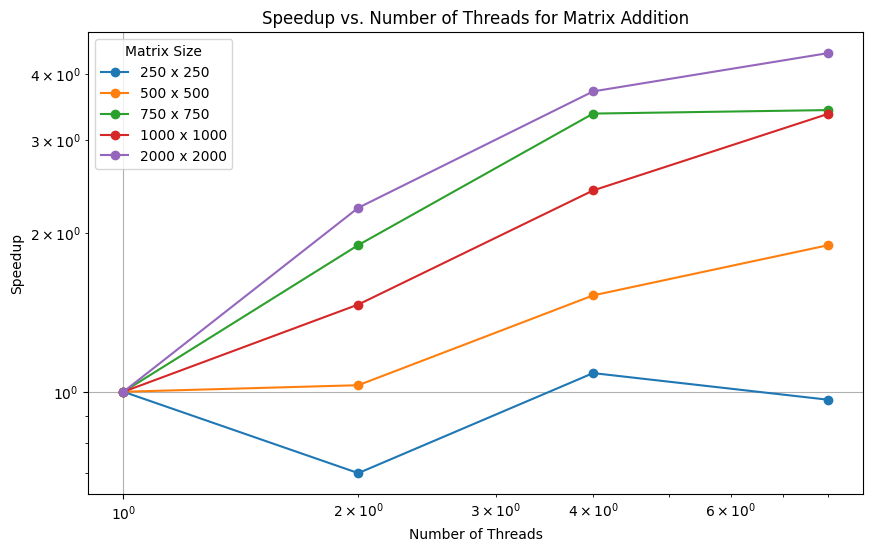 Speedup vs. Number of Threads for Matrix Addition
Matrix Size
250 x 250
500 x 500
750 x 750
1000 x 1000
2000 x 2000
4 × 10⁰
3 × 10⁰
2 × 10⁰
10⁰
Speedup
10⁰
2 × 10⁰
3 × 10⁰
4 × 10⁰
6 × 10⁰
Number of Threads